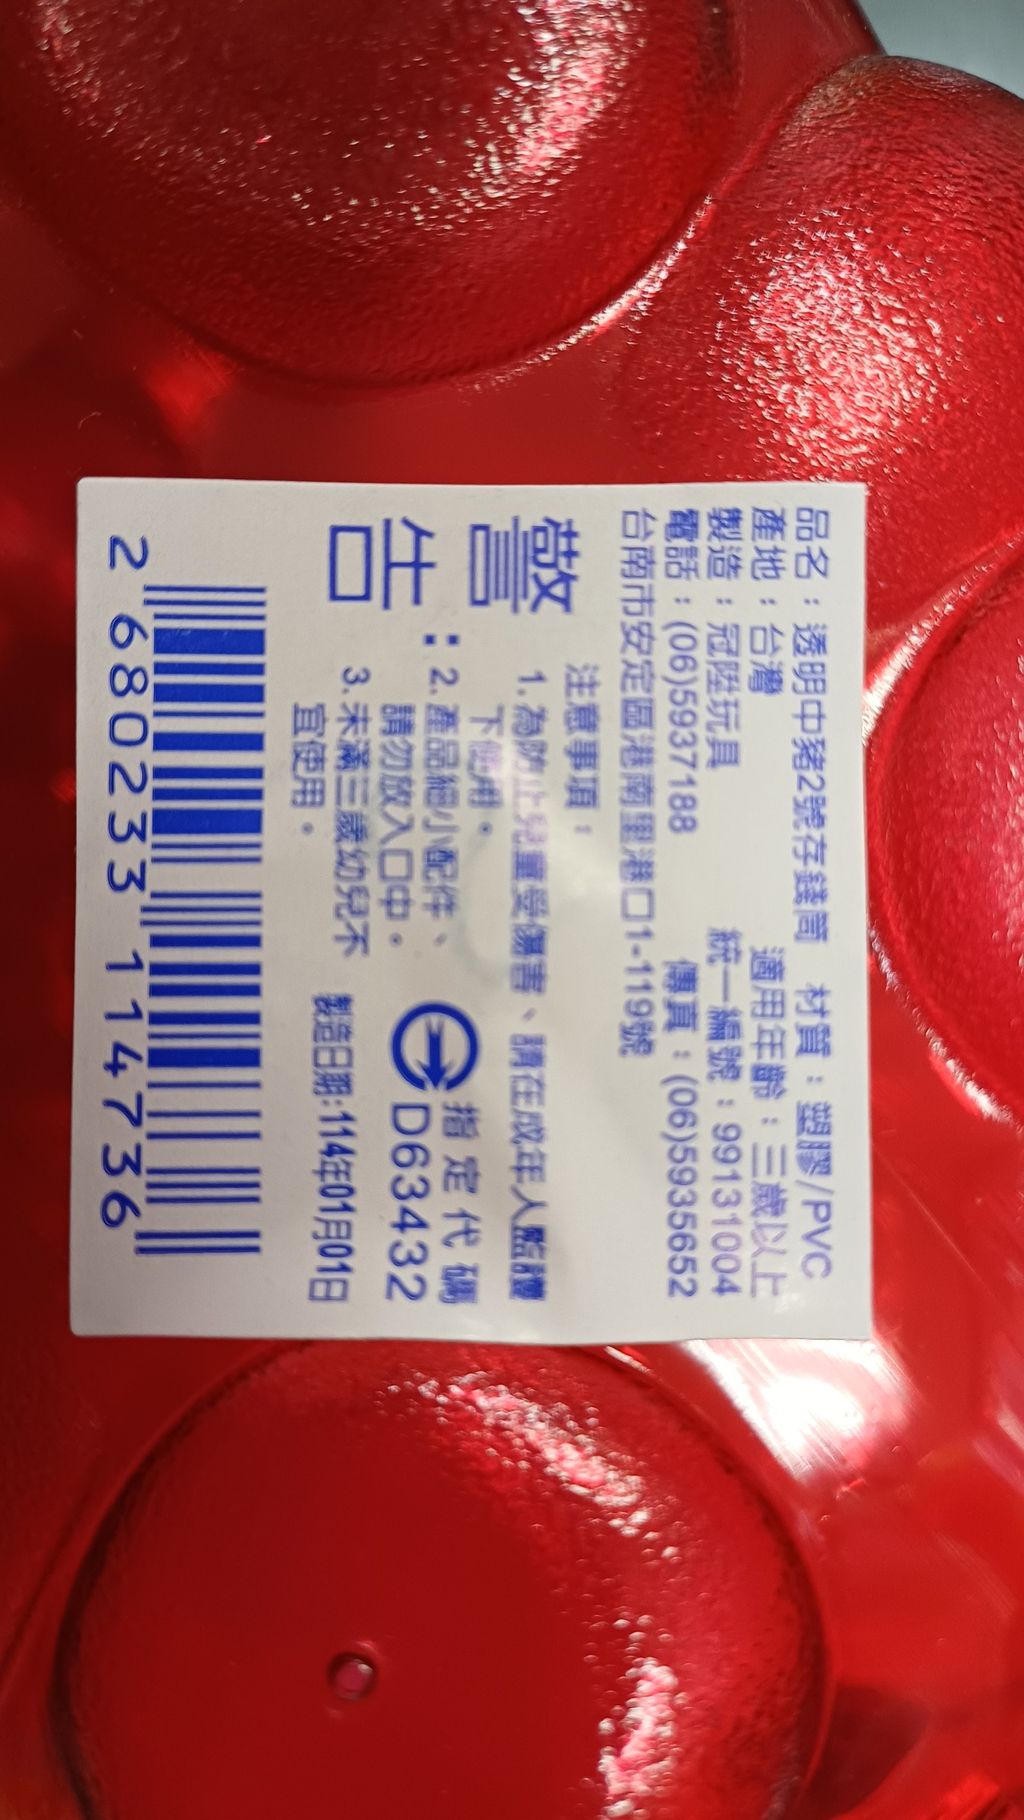 品名：透明中豬2號存錢筒 材質：塑膠/PVC
產地：台灣 適用年齡：三歲以上
製造：冠陞玩具 統一編號：99131004
電話：(06)5937188 傳真：(06)5935652
台南市安定區港南里港口1-119號
警告：
注意事項：
1.為防止兒童受傷害、請在成年人監護
下使用。
2.產品細小配件、
請勿放入口中。
3.未滿三歲幼兒不
宜使用。
指定代碼
D63432
製造日期:114年01月01日
2 680233 114736